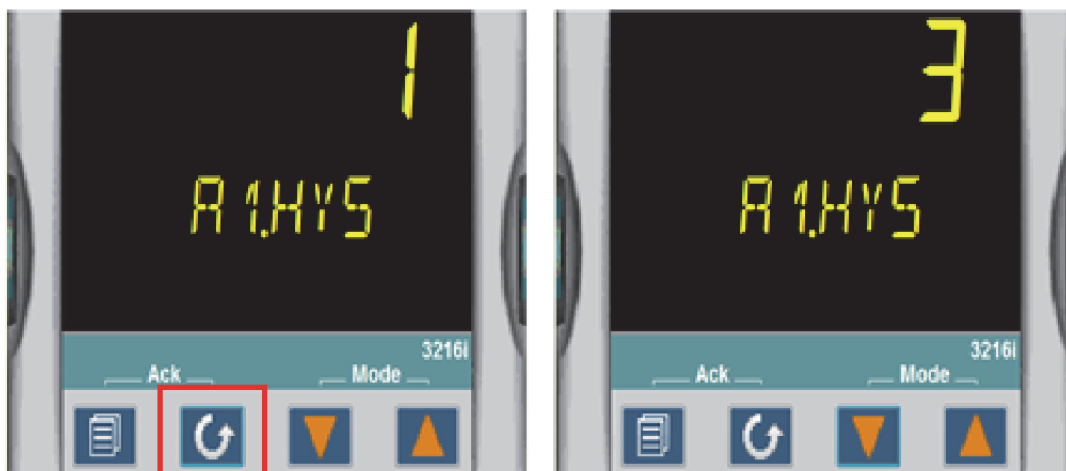 1
A1.HYS
3216i
Ack Mode
3
A1.HYS
3216i
Ack Mode